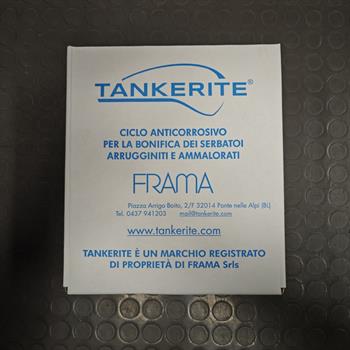 TANKERITE®
CICLO ANTICORROSIVO
PER LA BONIFICA DEI SERBATOI
ARRUGGINITI E AMMALORATI
FRAMA
Piazza Arrigo Boito, 2/F 32014 Ponte nelle Alpi (BL)
Tel. 0437 941203 mail@tankerite.com
www.tankerite.com
TANKERITE È UN MARCHIO REGISTRATO
DI PROPRIETÀ DI FRAMA Srls